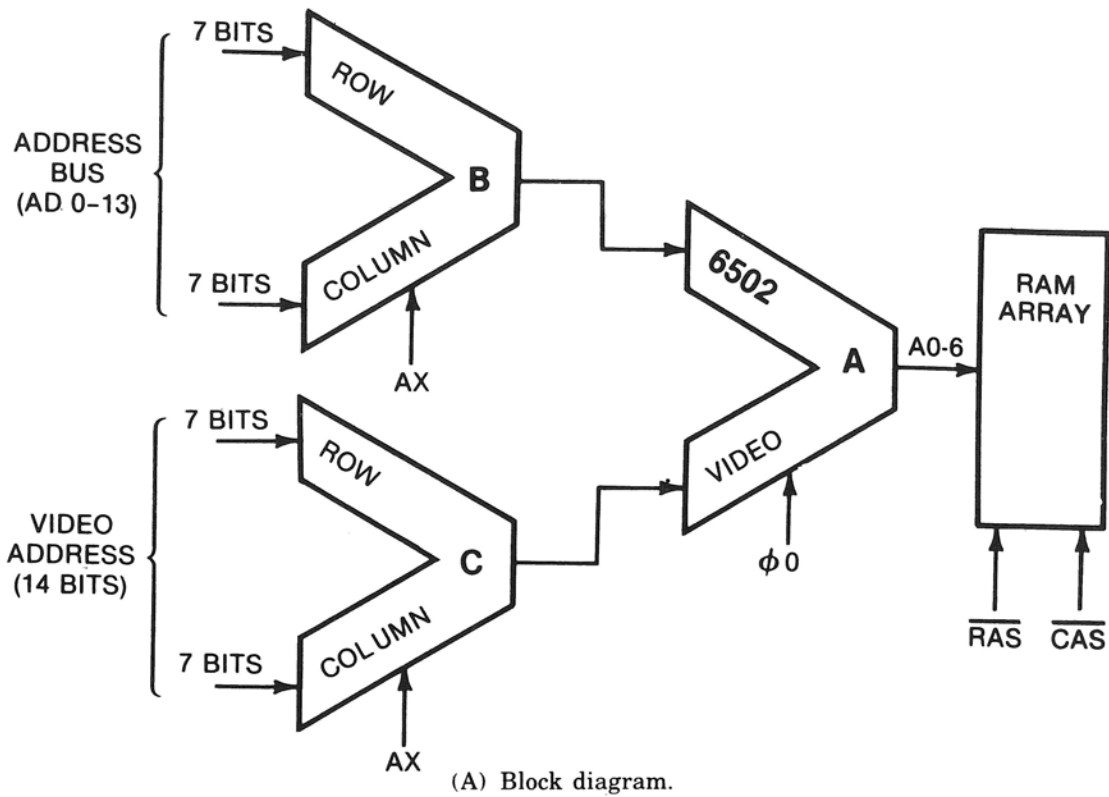 7 BITS
ROW
ADDRESS
BUS
(AD 0-13)
B
7 BITS
COLUMN
AX
6502
A
VIDEO
φ0
A0-6
RAM
ARRAY
RAS
CAS
7 BITS
ROW
VIDEO
ADDRESS
(14 BITS)
C
7 BITS
COLUMN
AX
(A) Block diagram.